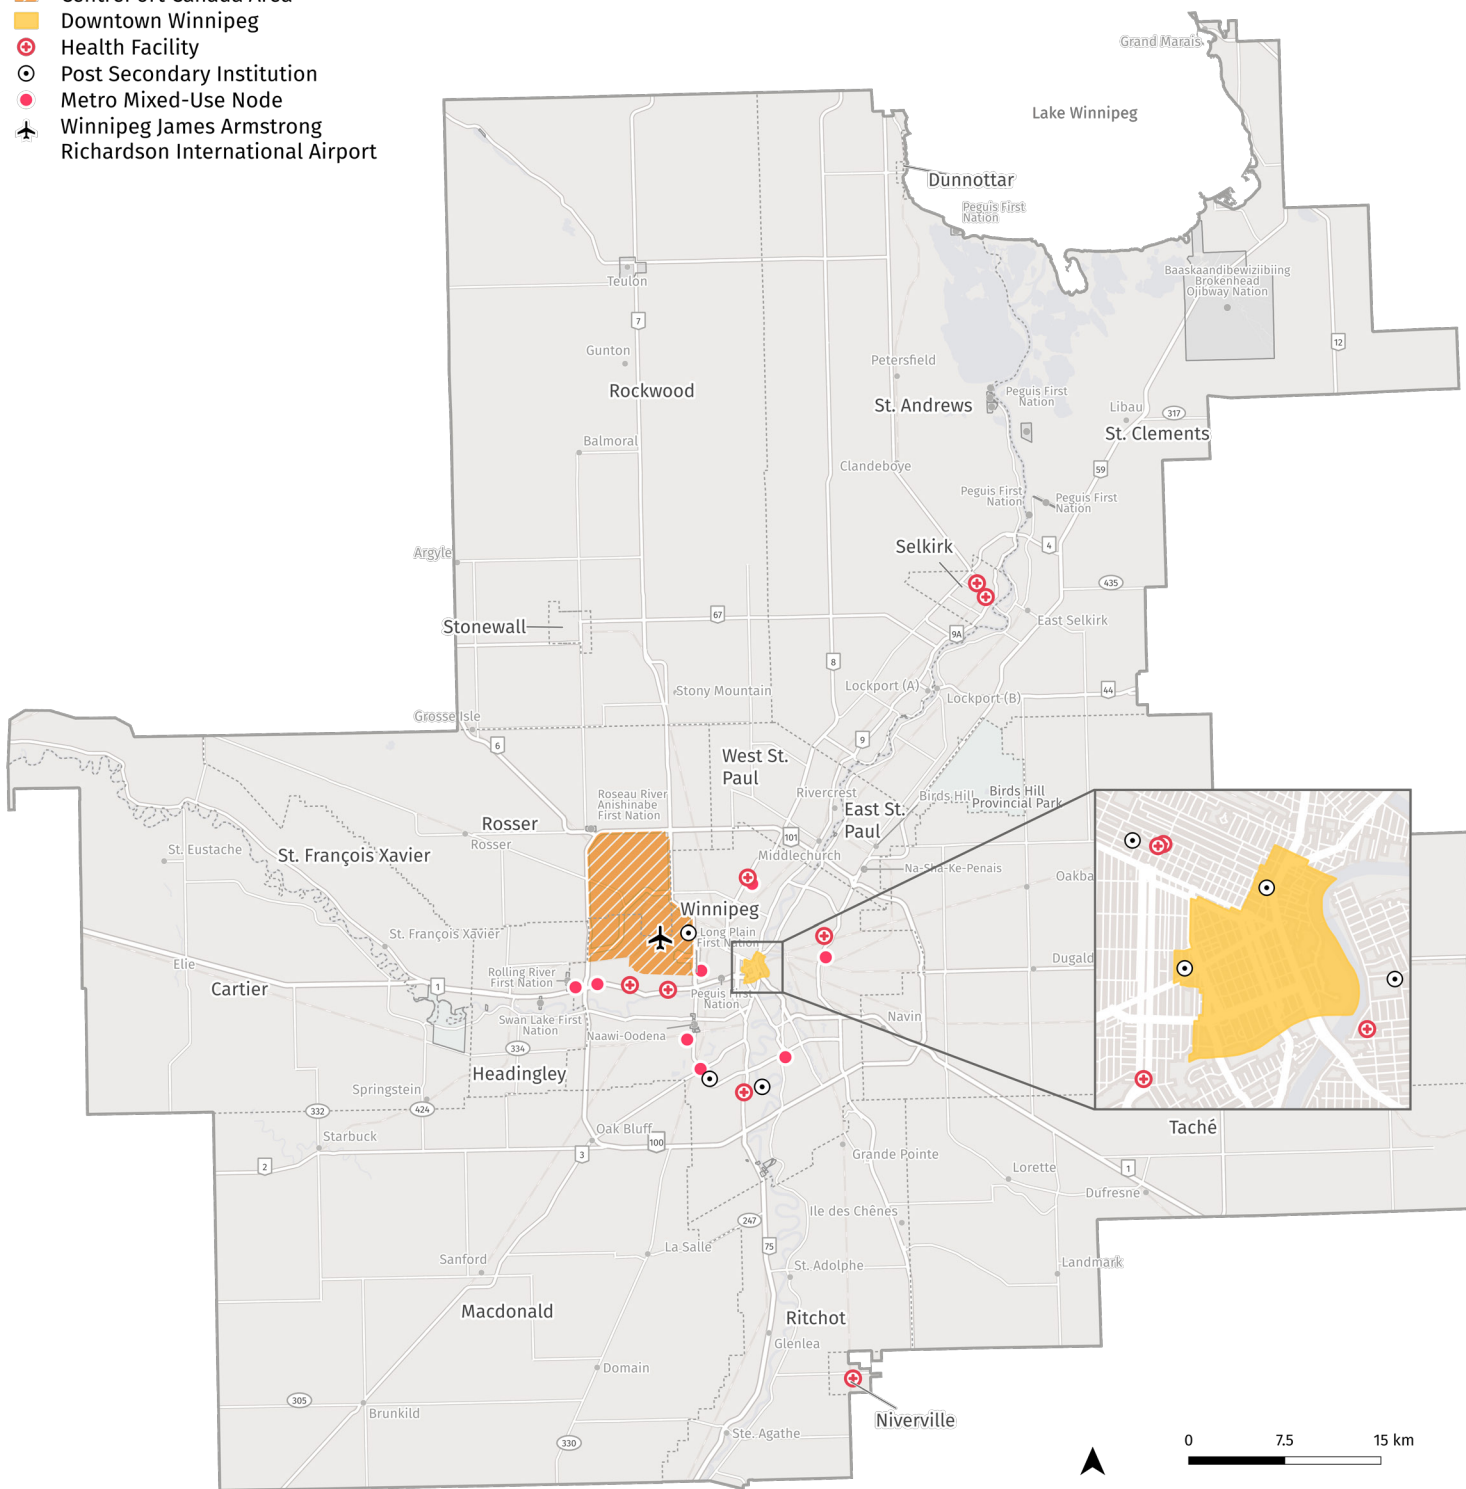 CentrePort Canada Area
Downtown Winnipeg
Health Facility
Post Secondary Institution
Metro Mixed-Use Node
Winnipeg James Armstrong
Richardson International Airport
Grand Marais
Lake Winnipeg
Dunnottar
Peguis First
Nation
Baaskaandibewiziibiing
Brokenhead
Ojibway Nation
Teulon
7
12
Gunton
Petersfield
Rockwood
Peguis First
Nation
St. Andrews
Libau
317
St. Clements
Balmoral
Clandeboye
59
Peguis First
Nation
Peguis First
Nation
Selkirk
4
Argyle
435
67
East Selkirk
Stonewall
9A
8
Stony Mountain
Lockport (A)
Lockport (B)
44
Grosse Isle
6
9
West St.
Paul
Roseau River
Anishinabe
First Nation
Rivercrest
Birds Hill
Birds Hill
Provincial Park
East St.
Paul
Rosser
Rosser
101
St. Eustache
St. François Xavier
Middlechurch
Na-Sha-Ke-Penais
Oakba
Winnipeg
Long Plain
First Nation
St. François Xavier
Elie
Dugald
Rolling River
First Nation
Cartier
1
Peguis First
Nation
Swan Lake First
Nation
Naawi-Oodena
Navin
334
Headingley
Springstein
332
424
Taché
Starbuck
Oak Bluff
100
3
2
Grande Pointe
1
Lorette
Dufresne
Ile des Chênes
247
La Salle
75
Sanford
St. Adolphe
Landmark
Macdonald
Ritchot
Glenlea
Domain
305
Brunkild
Niverville
330
Ste. Agathe
0 7.5 15 km